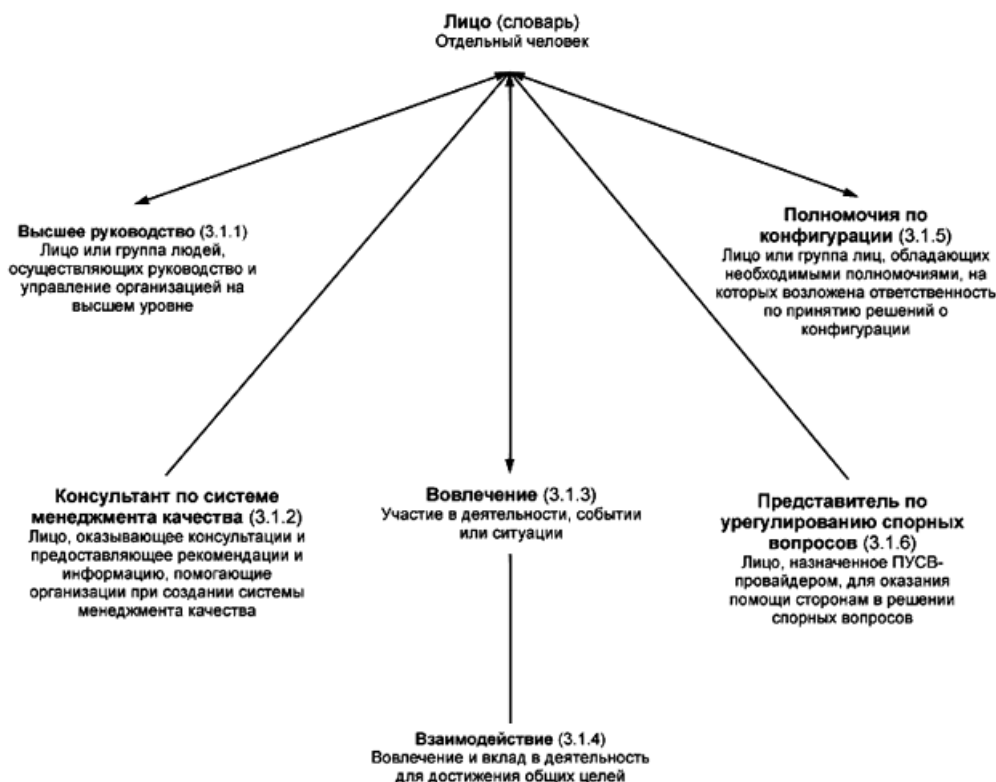 Лицо (словарь)
Отдельный человек
Высшее руководство (3.1.1)
Лицо или группа людей,
осуществляющих руководство и
управление организацией на
высшем уровне
Полномочия по
конфигурации (3.1.5)
Лицо или группа лиц, обладающих
необходимыми полномочиями, на
которых возложена ответственность
по принятию решений о
конфигурации
Консультант по системе
менеджмента качества (3.1.2)
Лицо, оказывающее консультации и
предоставляющее рекомендации и
информацию, помогающие
организации при создании системы
менеджмента качества
Вовлечение (3.1.3)
Участие в деятельности, событии
или ситуации
Представитель по
урегулированию спорных
вопросов (3.1.6)
Лицо, назначенное ПУСВ-
провайдером, для оказания
помощи сторонам в решении
спорных вопросов
Взаимодействие (3.1.4)
Вовлечение и вклад в деятельность
для достижения общих целей